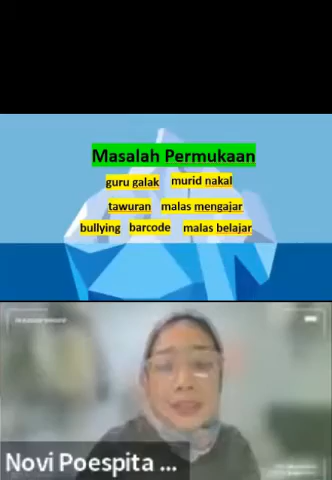 Masalah Permukaan
guru galak murid nakal
tawuran malas mengajar
bullying barcode malas belajar
Novi Poespita ...